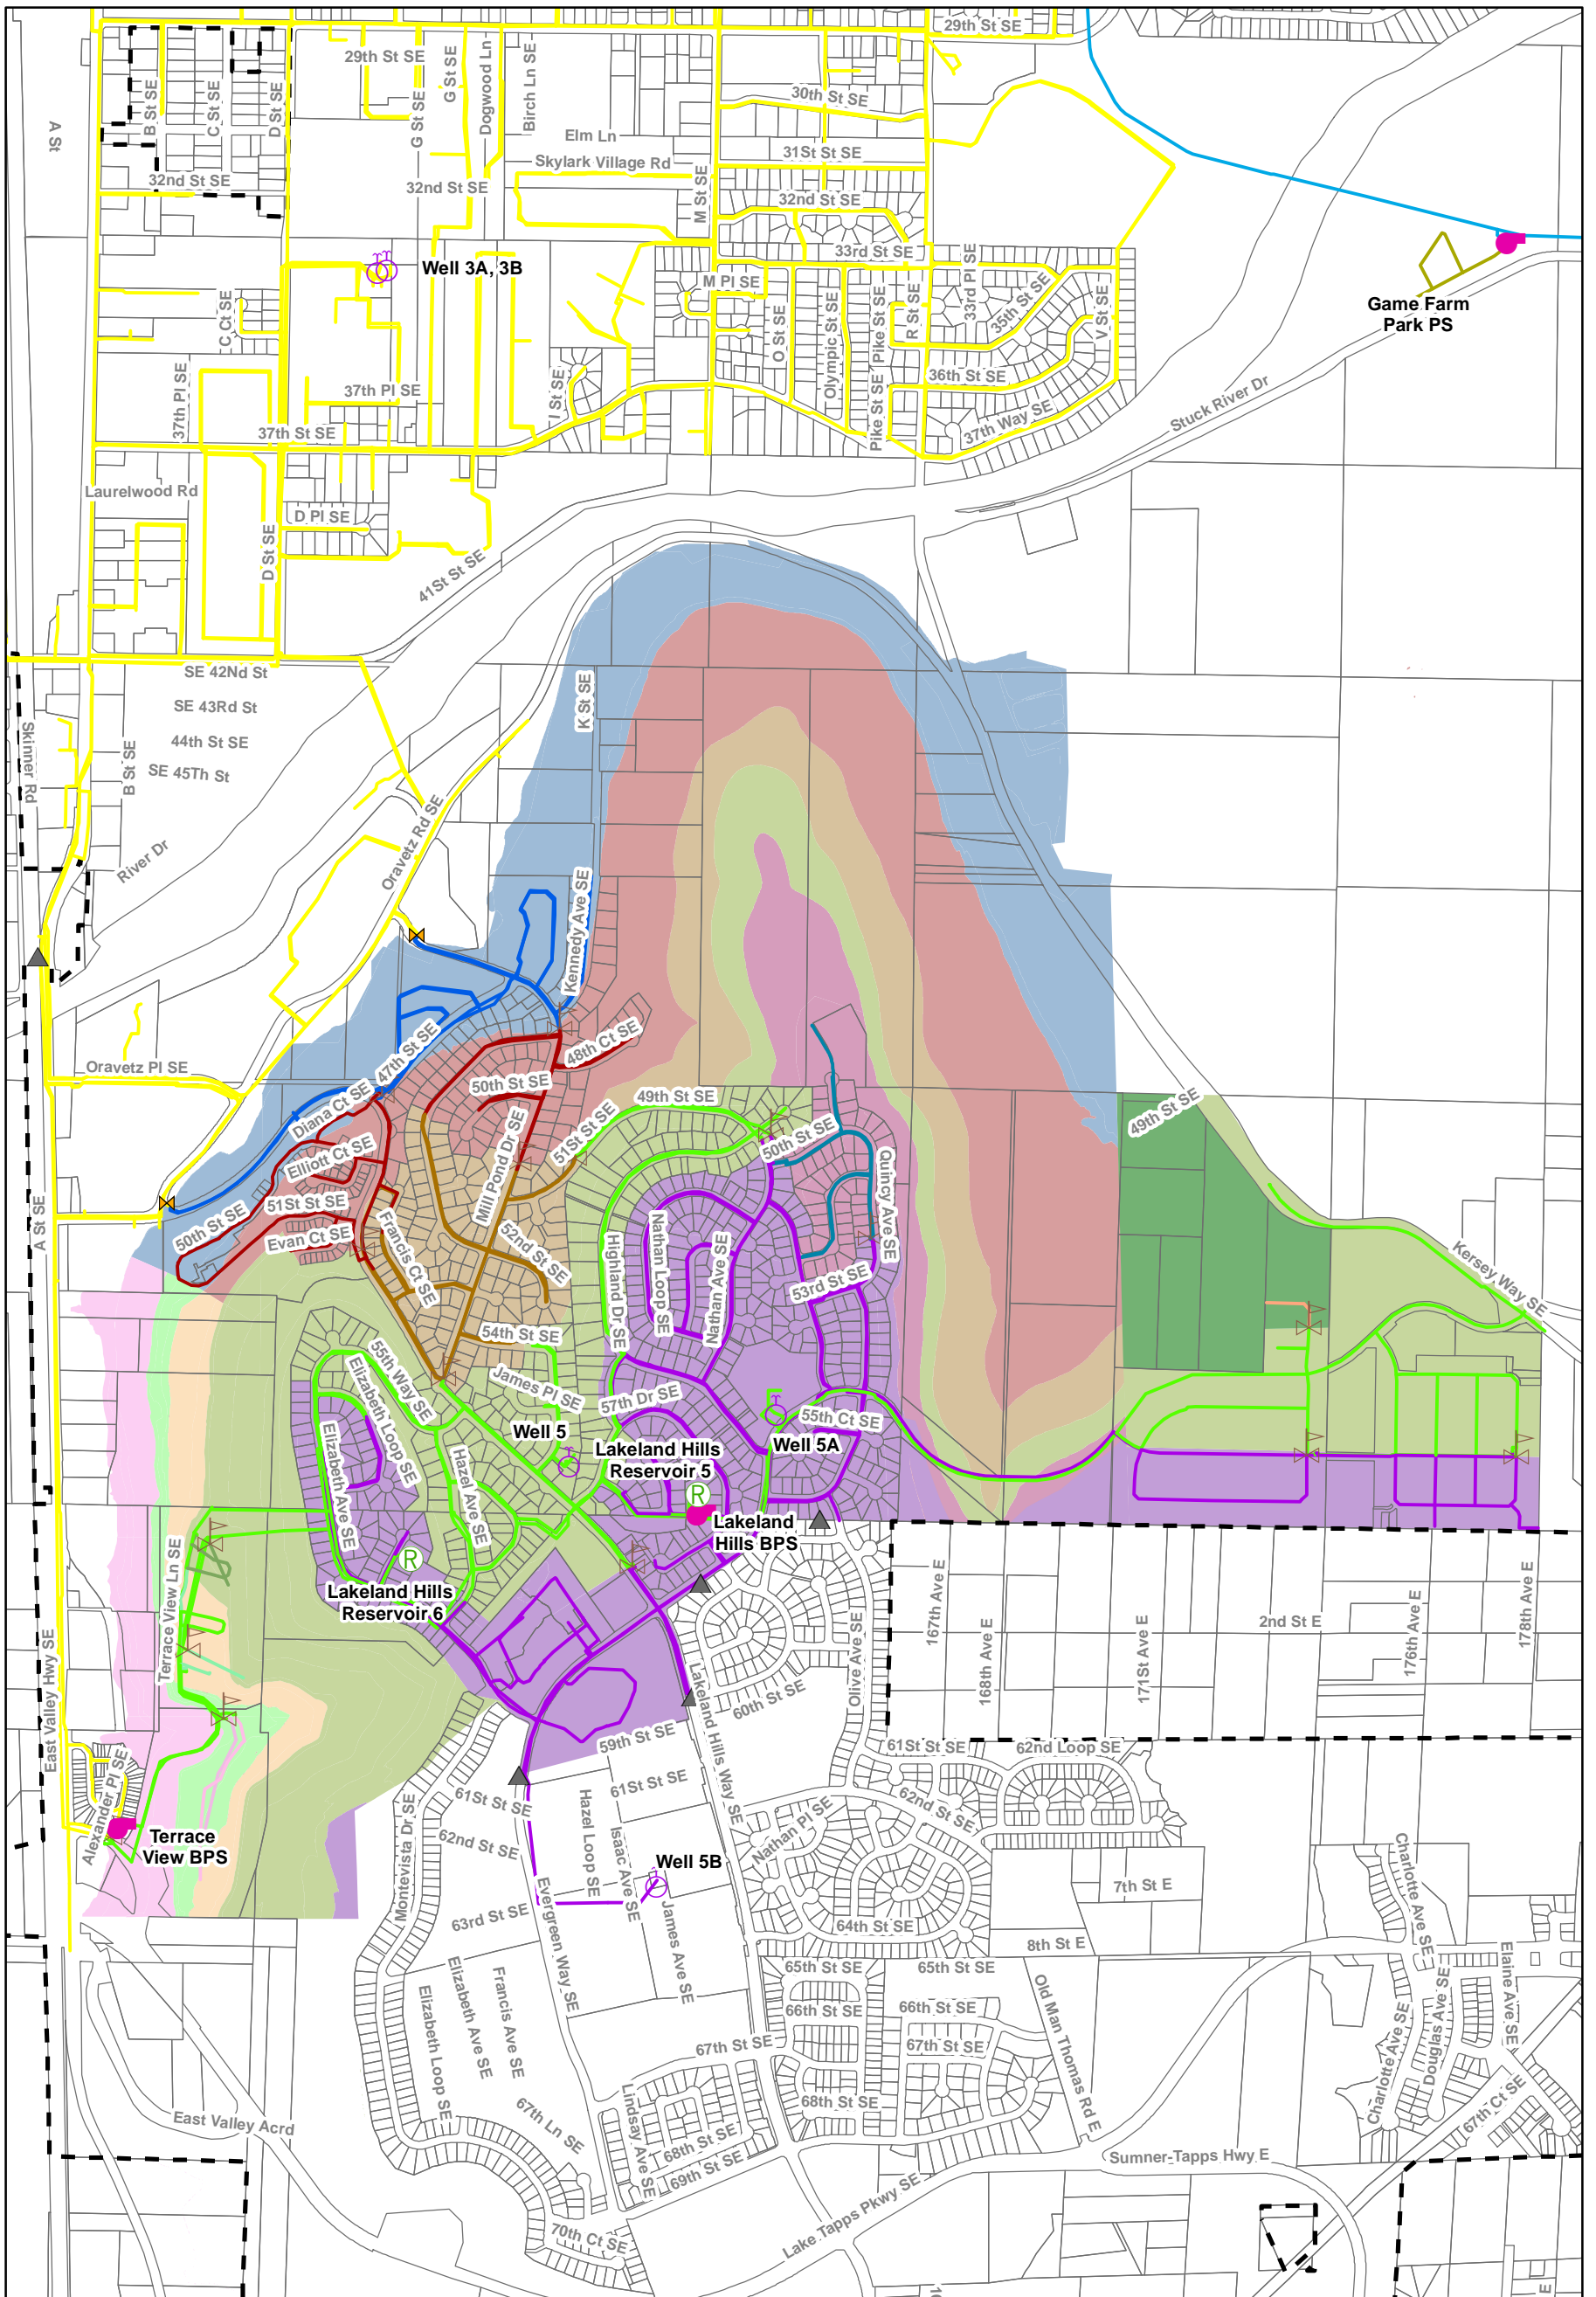 29th St SE
29th St SE
A St
B St SE
C St SE
D St SE
G St SE
G St SE
Dogwood Ln
Birch Ln SE
30th St SE
Elm Ln
Skylark Village Rd
31St St SE
32nd St SE
32nd St SE
M St SE
32nd St SE
33rd St SE
Well 3A, 3B
M Pl SE
33rd Pl SE
35th St SE
V St SE
Game Farm
Park PS
C Ct SE
O St SE
Olympic St SE
Pike St SE
R St SE
37th Pl SE
37th Pl SE
I St SE
36th St SE
Stuck River Dr
37th St SE
Pike St SE
37th Way SE
Laurelwood Rd
D Pl SE
D St SE
41St St SE
SE 42Nd St
K St SE
SE 43Rd St
Skinner Rd
44th St SE
B St SE
SE 45Th St
River Dr
Oravetz Rd SE
Kennedy Ave SE
Oravetz Pl SE
47th St SE
48th Ct SE
50th St SE
49th St SE
49th St SE
Diana Ct SE
Elliott Ct SE
51St St SE
50th St SE
Mill Pond Dr SE
Quincy Ave SE
51St St SE
50th St SE
Evan Ct SE
Francis Ct SE
52nd St SE
Highland Dr SE
Nathan Loop SE
Nathan Ave SE
53rd St SE
A St SE
Kersey Way SE
54th St SE
55th Way SE
Elizabeth Loop SE
James Pl SE
57th Dr SE
Well 5
55th Ct SE
Well 5A
Lakeland Hills
Reservoir 5
R
Elizabeth Ave SE
Hazel Ave SE
Lakeland
Hills BPS
R
Lakeland Hills
Reservoir 6
Terrace View Ln SE
East Valley Hwy SE
Olive Ave SE
167th Ave E
168th Ave E
171St Ave E
2nd St E
176th Ave E
178th Ave E
Lakeland Hills Way SE
60th St SE
59th St SE
61St St SE
62nd Loop SE
61St St SE
61St St SE
62nd St SE
Alexander Pl SE
Terrace
View BPS
Montevista Dr SE
62nd St SE
Hazel Loop SE
Isaac Ave SE
Nathan Pl SE
Well 5B
7th St E
Charlotte Ave SE
63rd St SE
Evergreen Way SE
James Ave SE
64th St SE
8th St E
Elaine Ave SE
65th St SE
65th St SE
Elizabeth Loop SE
Elizabeth Ave SE
Francis Ave SE
66th St SE
66th St SE
Old Man Thomas Rd E
Charlotte Ave SE
Douglas Ave SE
67th St SE
67th St SE
67th Ct SE
68th St SE
East Valley Acrd
67th Ln SE
Lindsay Ave SE
68th St SE
69th St SE
Sumner-Tapps Hwy E
70th Ct SE
Lake Tapps Pkwy SE